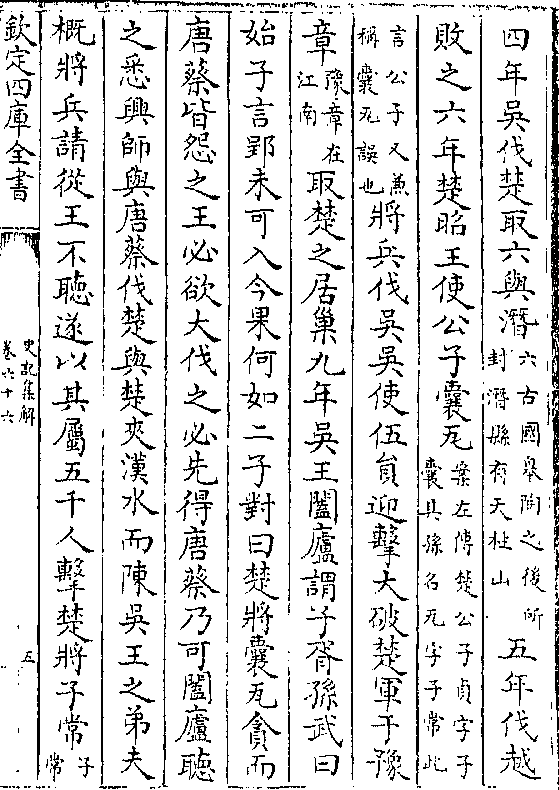 四年吳伐楚取六與灊六古國皐陶之後所封灊縣有天柱山五年伐越
敗之六年楚昭王使公子囊瓦案左傳楚公子貞字子囊其孫名瓦字子常此
言公子又兼稱囊瓦誤也將兵伐吳吳使伍員迎擊大破楚軍于豫
章豫章在江南取楚之居巢九年吳王闔廬謂子胥孫武曰
始子言郢未可入今果何如二子對曰楚將囊瓦貪而
唐蔡皆怨之王必欲大伐之必先得唐蔡乃可闔廬聽
之悉興師與唐蔡伐楚與楚夾漢水而陳吳王之弟夫
概將兵請從王不聽遂以其屬五千人擊楚將子常子常
欽定四庫全書
史記集解
卷六十六
五